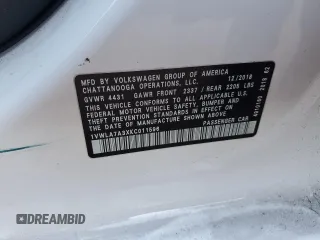 MFD BY VOLKSWAGEN GROUP OF AMERICA
CHATTANOOGA OPERATIONS, LLC. 12/2018
GVWR 4431 GAWR FRONT 2337 / REAR 2205 LBS
THIS VEHICLE CONFORMS TO ALL APPLICABLE
FEDERAL MOTOR VEHICLE SAFETY, BUMPER AND
THEFT PREVENTION STANDARDS IN EFFECT ON
THE DATE OF MANUFACTURE SHOWN ABOVE.
1VWLA7A3XKC011596 PASSENGER CAR
DREAMBID